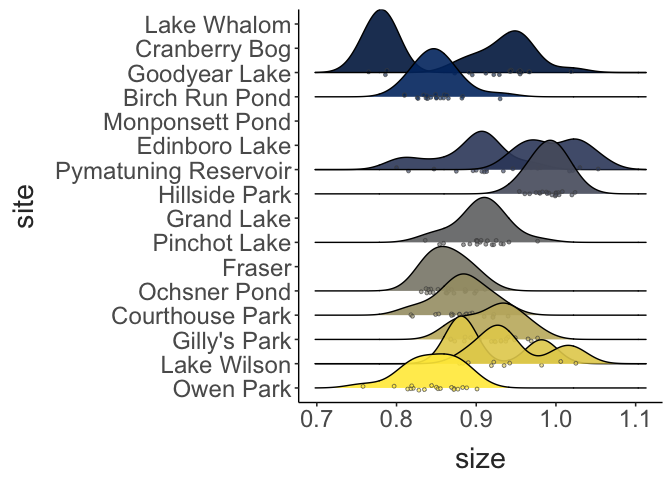 Lake Whalom
Cranberry Bog
Goodyear Lake
Birch Run Pond
Monponsett Pond
Edinboro Lake
Pymatuning Reservoir
Hillside Park
Grand Lake
Pinchot Lake
Fraser
Ochsner Pond
Courthouse Park
Gilly's Park
Lake Wilson
Owen Park
site
0.7 0.8 0.9 1.0 1.1
size